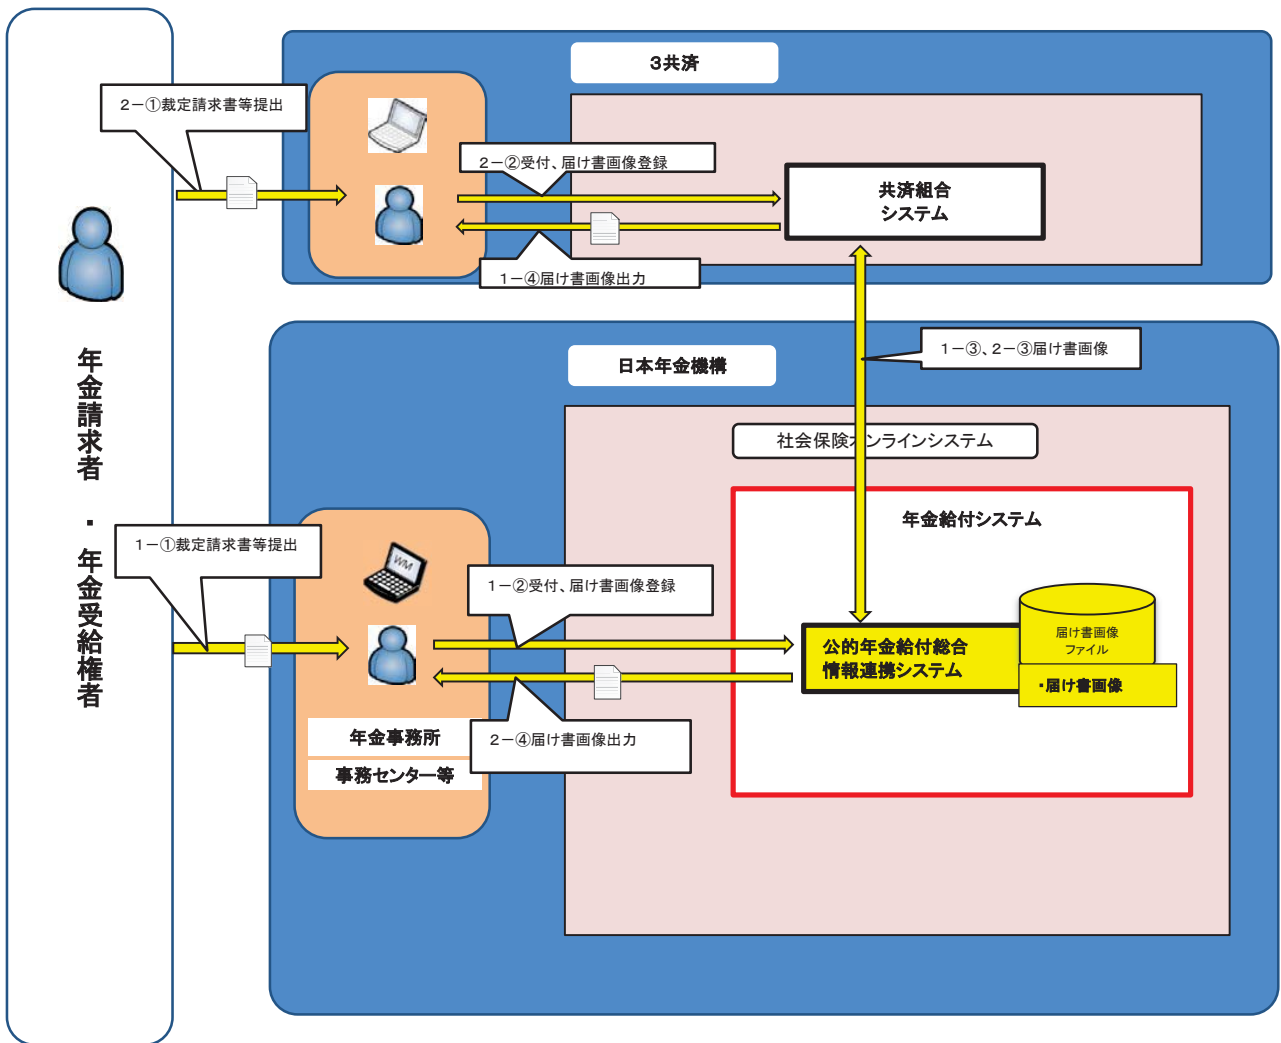 3共済
2-①裁定請求書等提出
2-②受付、届け書画像登録
共済組合
システム
1-④届け書画像出力
1-③、2-③届け書画像
日本年金機構
社会保険オンラインシステム
年金給付システム
年金請求者・年金受給権者
1-①裁定請求書等提出
WM
1-②受付、届け書画像登録
届け書画像
ファイル
公的年金給付総合
情報連携システム
・届け書画像
2-④届け書画像出力
年金事務所
事務センター等